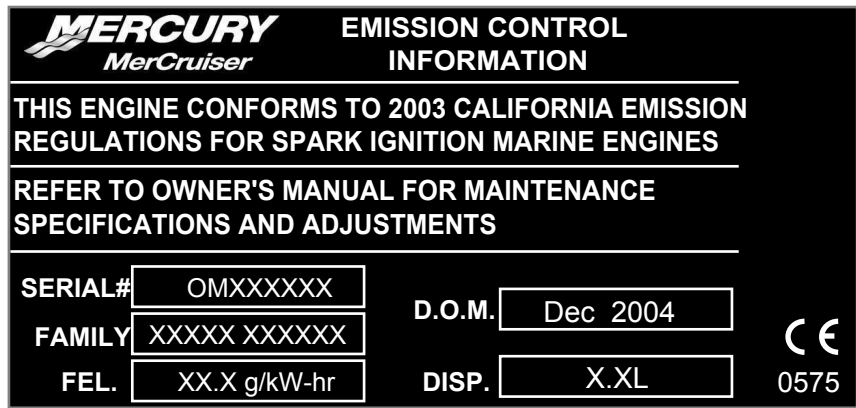 MERCURY
MerCruiser
EMISSION CONTROL
INFORMATION
THIS ENGINE CONFORMS TO 2003 CALIFORNIA EMISSION
REGULATIONS FOR SPARK IGNITION MARINE ENGINES
REFER TO OWNER'S MANUAL FOR MAINTENANCE
SPECIFICATIONS AND ADJUSTMENTS
SERIAL# OMXXXXXX
FAMILY XXXXX XXXXXX
FEL. XX.X g/kW-hr
D.O.M. Dec 2004
DISP. X.XL
CE
0575